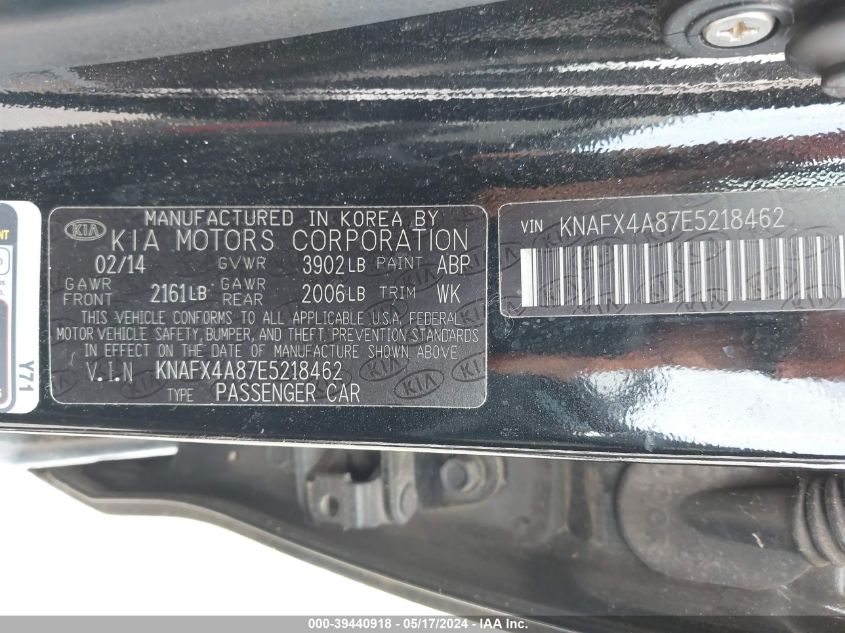 MANUFACTURED IN KOREA BY
KIA KIA MOTORS CORPORATION
02/14 GVWR 3902LB PAINT ABP
GAWR FRONT 2161LB GAWR REAR 2006LB TRIM WK
THIS VEHICLE CONFORMS TO ALL APPLICABLE U.S.A. FEDERAL
MOTOR VEHICLE SAFETY, BUMPER, AND THEFT PREVENTION STANDARDS
IN EFFECT ON THE DATE OF MANUFACTURE SHOWN ABOVE
V.I.N KNAFX4A87E5218462
TYPE PASSENGER CAR
VIN KNAFX4A87E5218462
Y71
000-39440918 - 05/17/2024 - IAA Inc.